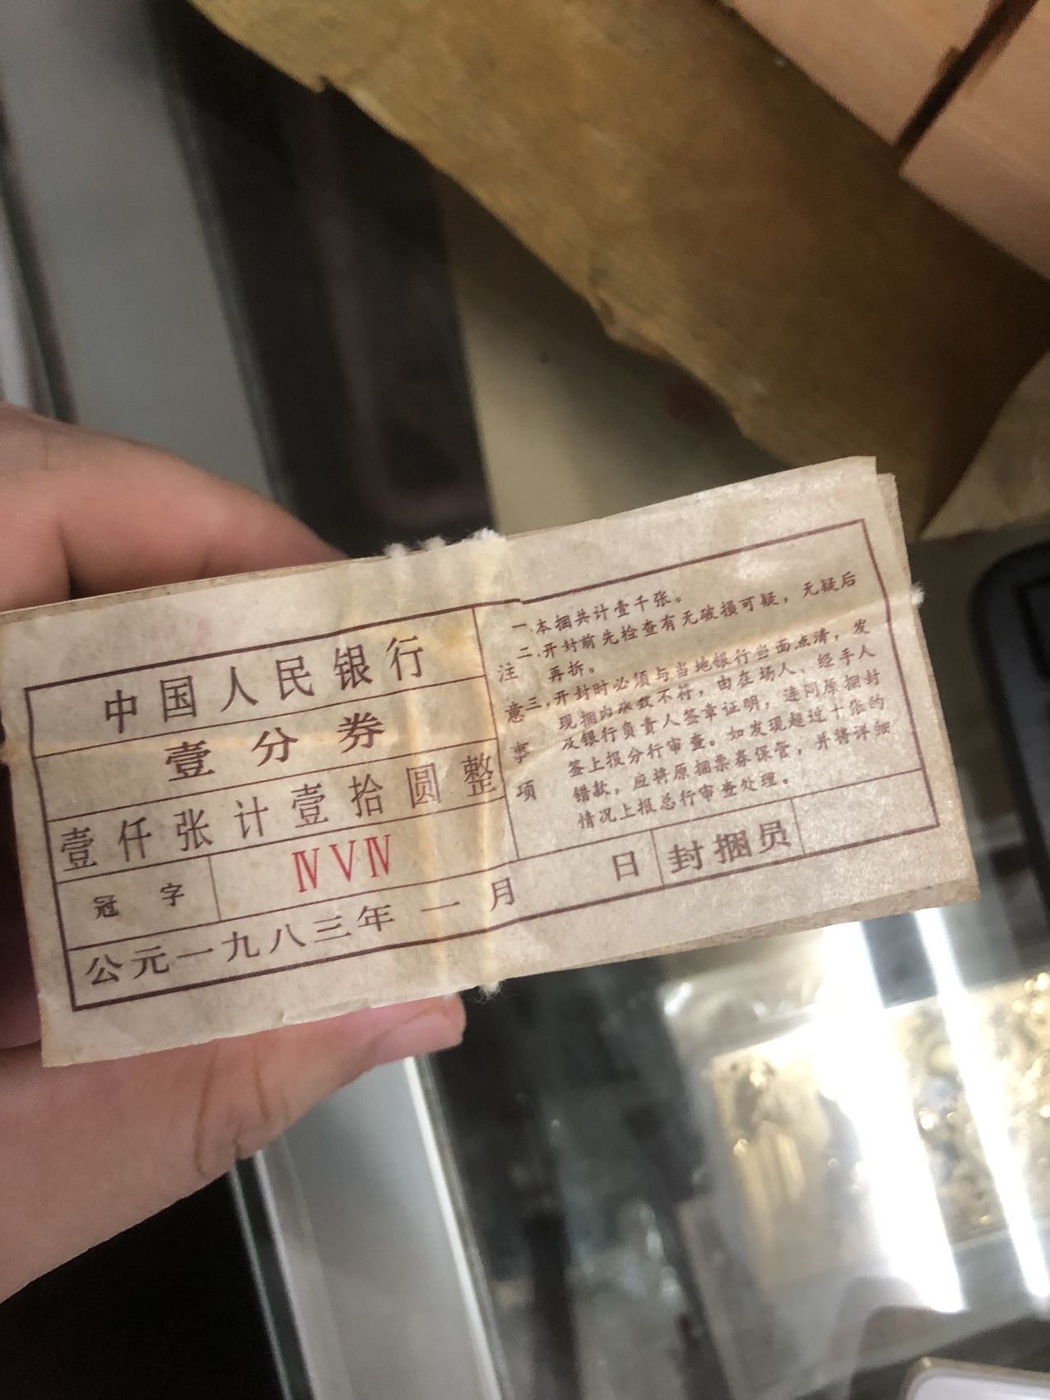 中国人民银行
壹分券
壹仟张计壹拾圆整
冠字 ⅣⅤⅣ
公元一九八三年一月 日 封捆员
注意事项
一、本捆共计壹千张。
二、开封前先检查有无破损可疑，无疑后
再拆。
三、开封时必须与当地银行当面点清，发
现捆内张数不符，由在场人、经手人
及银行负责人签章证明，连同原捆封
签上报分行审查。如发现超过十张的
错款，应将原捆票券保管，并将详细
情况上报总行审查处理。